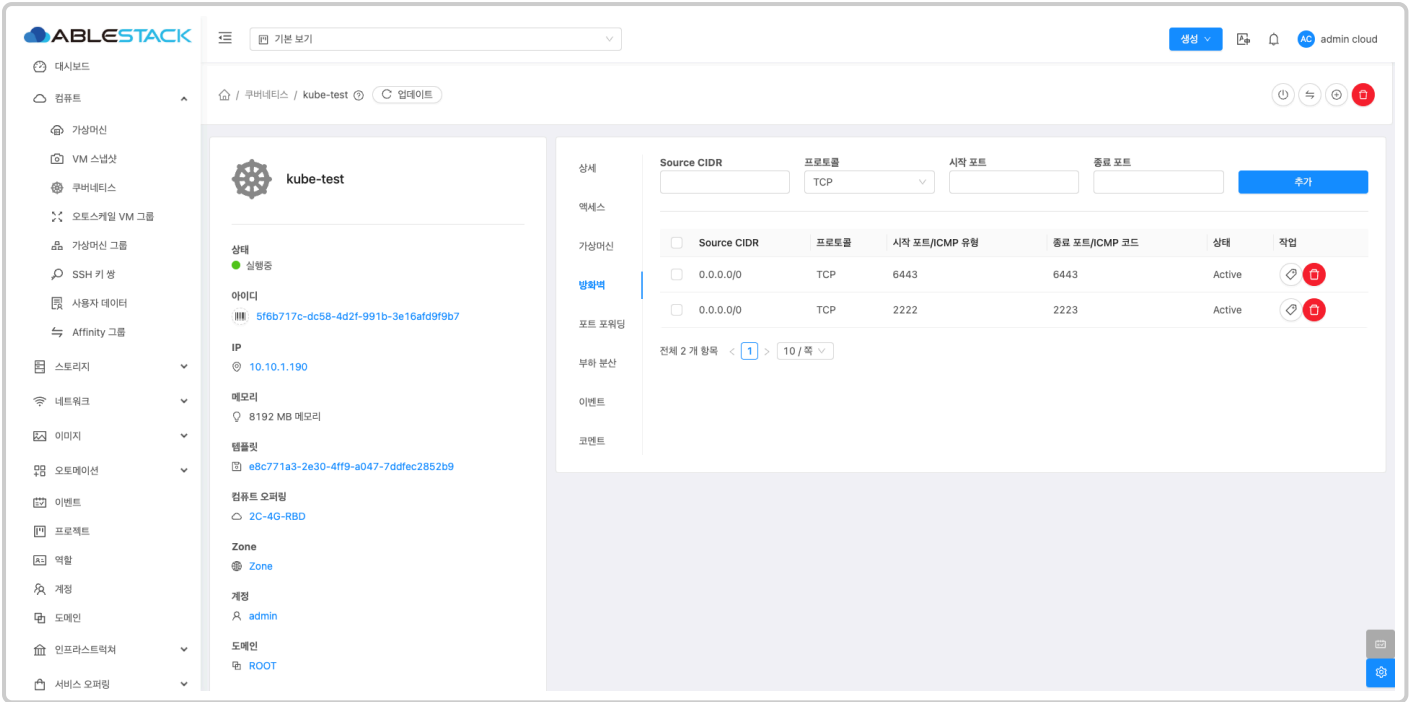 ABLESTACK
기본 보기
생성
AC
admin cloud
대시보드
컴퓨트
가상머신
VM 스냅샷
쿠버네티스
오토스케일 VM 그룹
가상머신 그룹
SSH 키 쌍
사용자 데이터
Affinity 그룹
스토리지
네트워크
이미지
오토메이션
이벤트
프로젝트
역할
계정
도메인
인프라스트럭쳐
서비스 오퍼링
/ 쿠버네티스 / kube-test 업데이트
kube-test
상태
실행중
아이디
5f6b717c-dc58-4d2f-991b-3e16afd9f9b7
IP
10.10.1.190
메모리
8192 MB 메모리
템플릿
e8c771a3-2e30-4ff9-a047-7ddfec2852b9
컴퓨트 오퍼링
2C-4G-RBD
Zone
Zone
계정
admin
도메인
ROOT
상세
액세스
가상머신
방화벽
포트 포워딩
부하 분산
이벤트
코멘트
Source CIDR 프로토콜 시작 포트 종료 포트
TCP 추가
Source CIDR 프로토콜 시작 포트/ICMP 유형 종료 포트/ICMP 코드 상태 작업
0.0.0.0/0 TCP 6443 6443 Active
0.0.0.0/0 TCP 2222 2223 Active
전체 2 개 항목 < 1 > 10 / 쪽